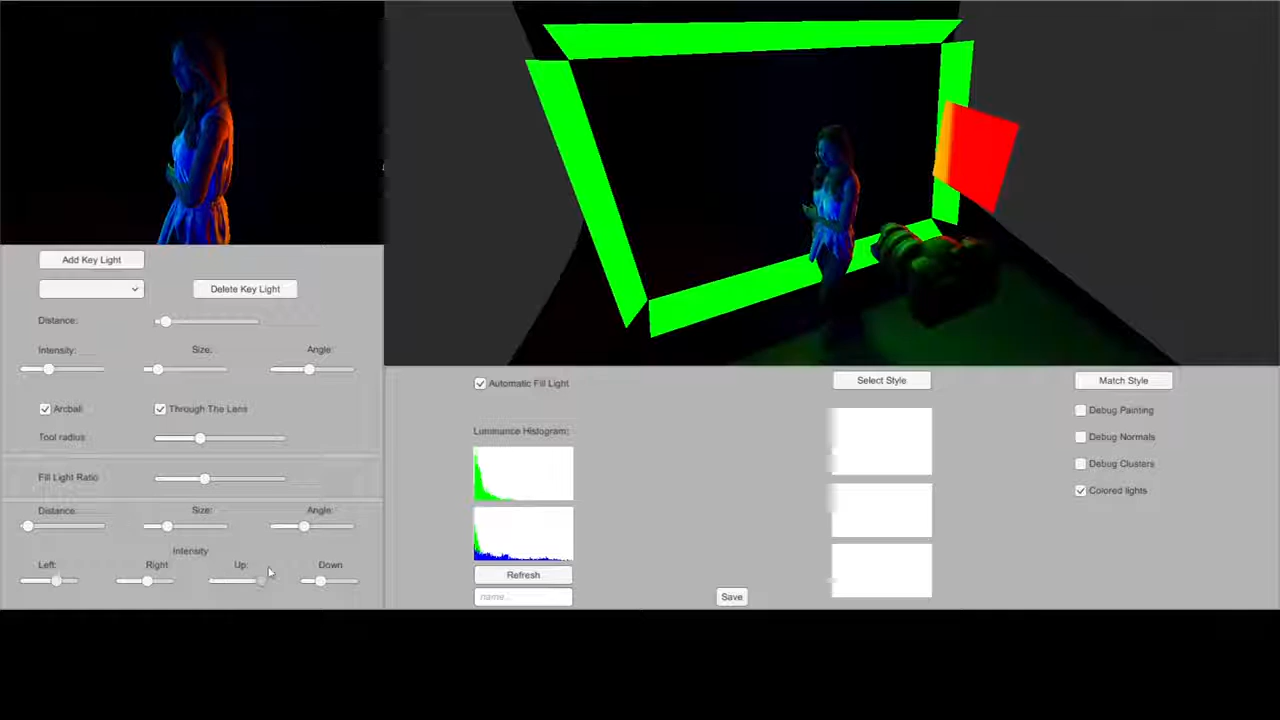 Add Key Light
Delete Key Light
Distance:
Intensity:
Size:
Angle:
Arcball
Through The Lens
Tool radius:
Fill Light Ratio
Distance:
Size:
Angle:
Intensity
Left:
Right
Up:
Down
Automatic Fill Light
Luminance Histogram:
Refresh
name...
Save
Select Style
Match Style
Debug Painting
Debug Normals
Debug Clusters
Colored lights